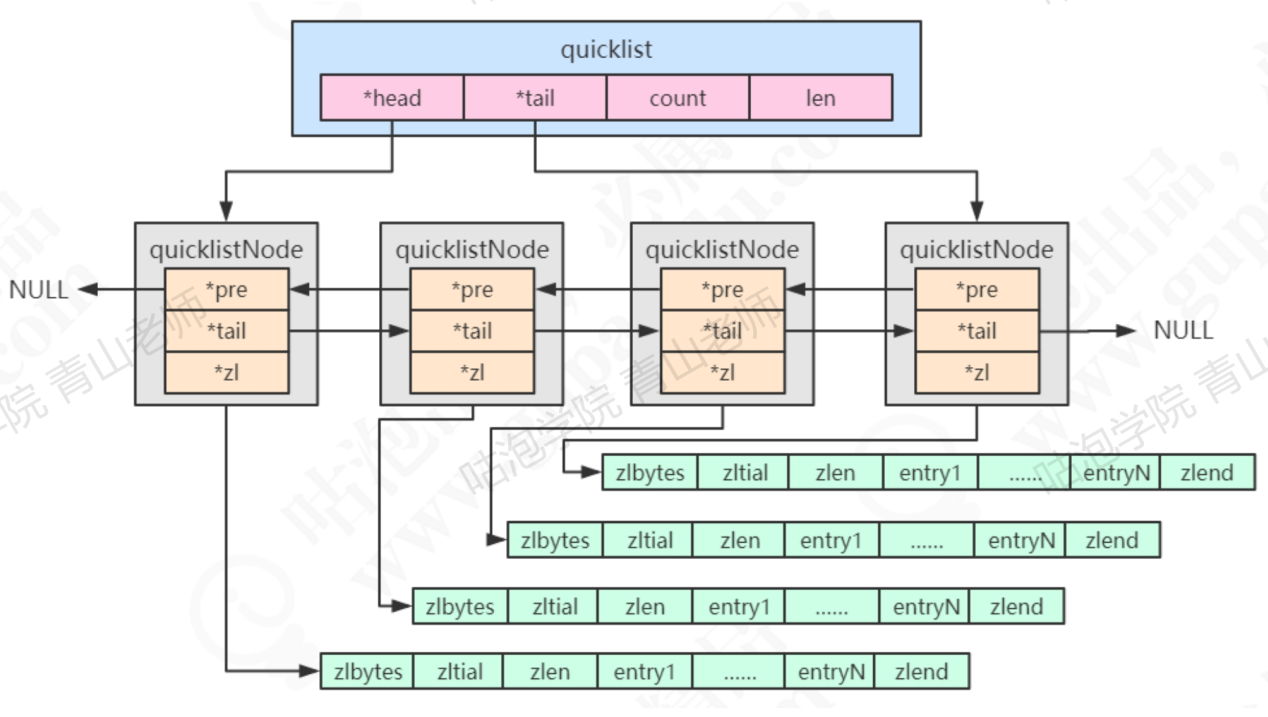 quicklist
*head *tail count len
quicklistNode quicklistNode quicklistNode quicklistNode
NULL *pre *pre *pre *pre
*tail *tail *tail *tail NULL
*zl *zl *zl *zl
zlbytes zltial zlen entry1 ...... entryN zlend
zlbytes zltial zlen entry1 ...... entryN zlend
zlbytes zltial zlen entry1 ...... entryN zlend
zlbytes zltial zlen entry1 ...... entryN zlend
咕泡学院 青山老师